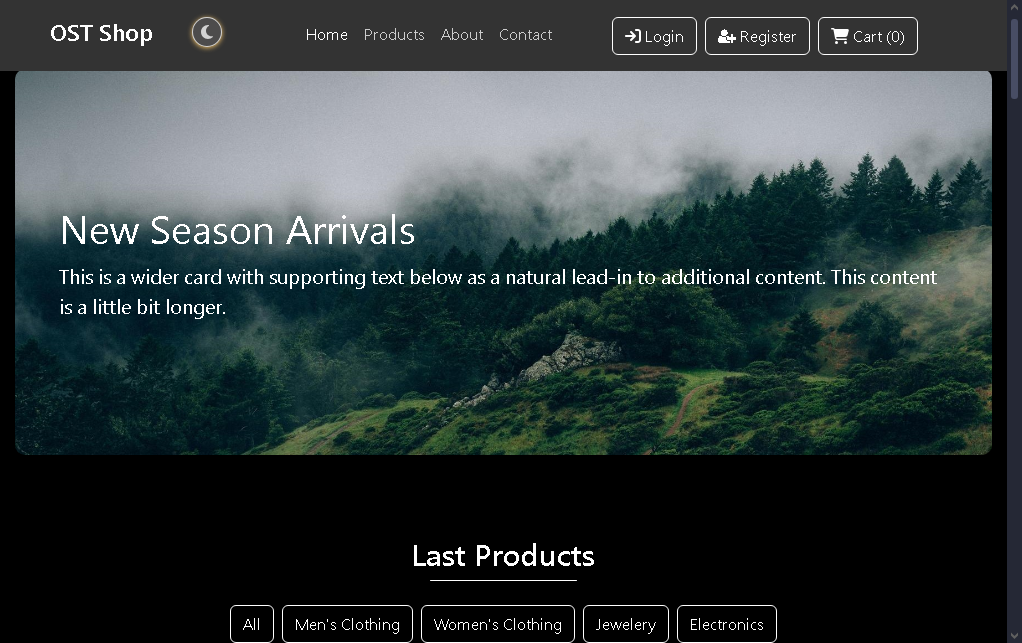 OST Shop
Home Products About Contact
Login Register Cart (0)
New Season Arrivals
This is a wider card with supporting text below as a natural lead-in to additional content. This content
is a little bit longer.
Last Products
All Men's Clothing Women's Clothing Jewelery Electronics